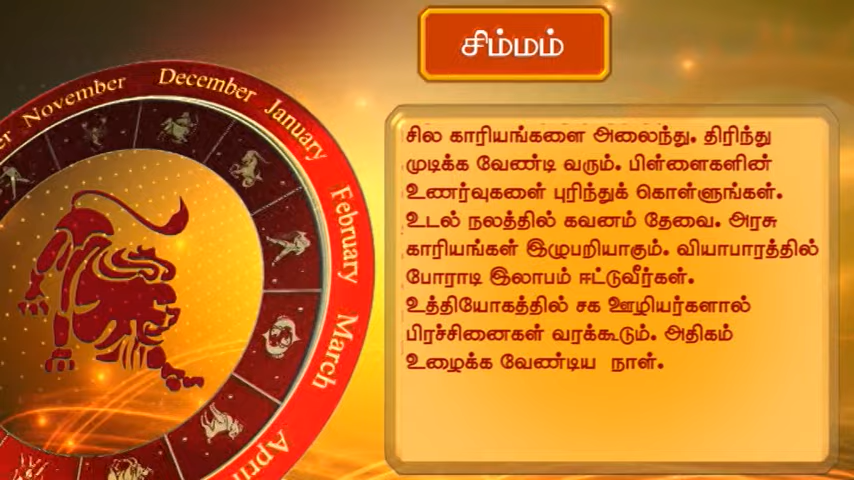 சிம்மம்
சில காரியங்களை அலைந்து. திரிந்து
முடிக்க வேண்டி வரும். பிள்ளைகளின்
உணர்வுகளை புரிந்துக் கொள்ளுங்கள்.
உடல் நலத்தில் கவனம் தேவை. அரசு
காரியங்கள் இழுபறியாகும். வியாபாரத்தில்
போராடி இலாபம் ஈட்டுவீர்கள்.
உத்தியோகத்தில் சக ஊழியர்களால்
பிரச்சினைகள் வரக்கூடும். அதிகம்
உழைக்க வேண்டிய நாள்.
November
December
January
February
March
April